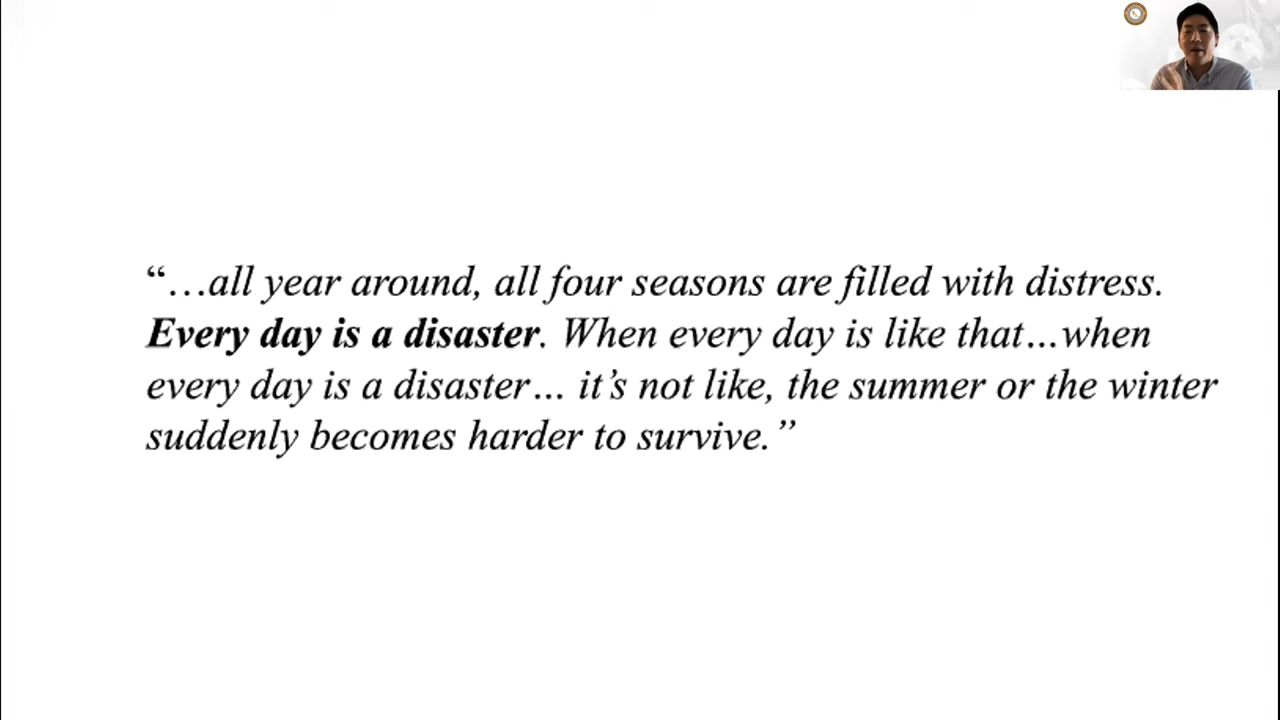 “…all year around, all four seasons are filled with distress.
Every day is a disaster. When every day is like that…when
every day is a disaster… it’s not like, the summer or the winter
suddenly becomes harder to survive.”